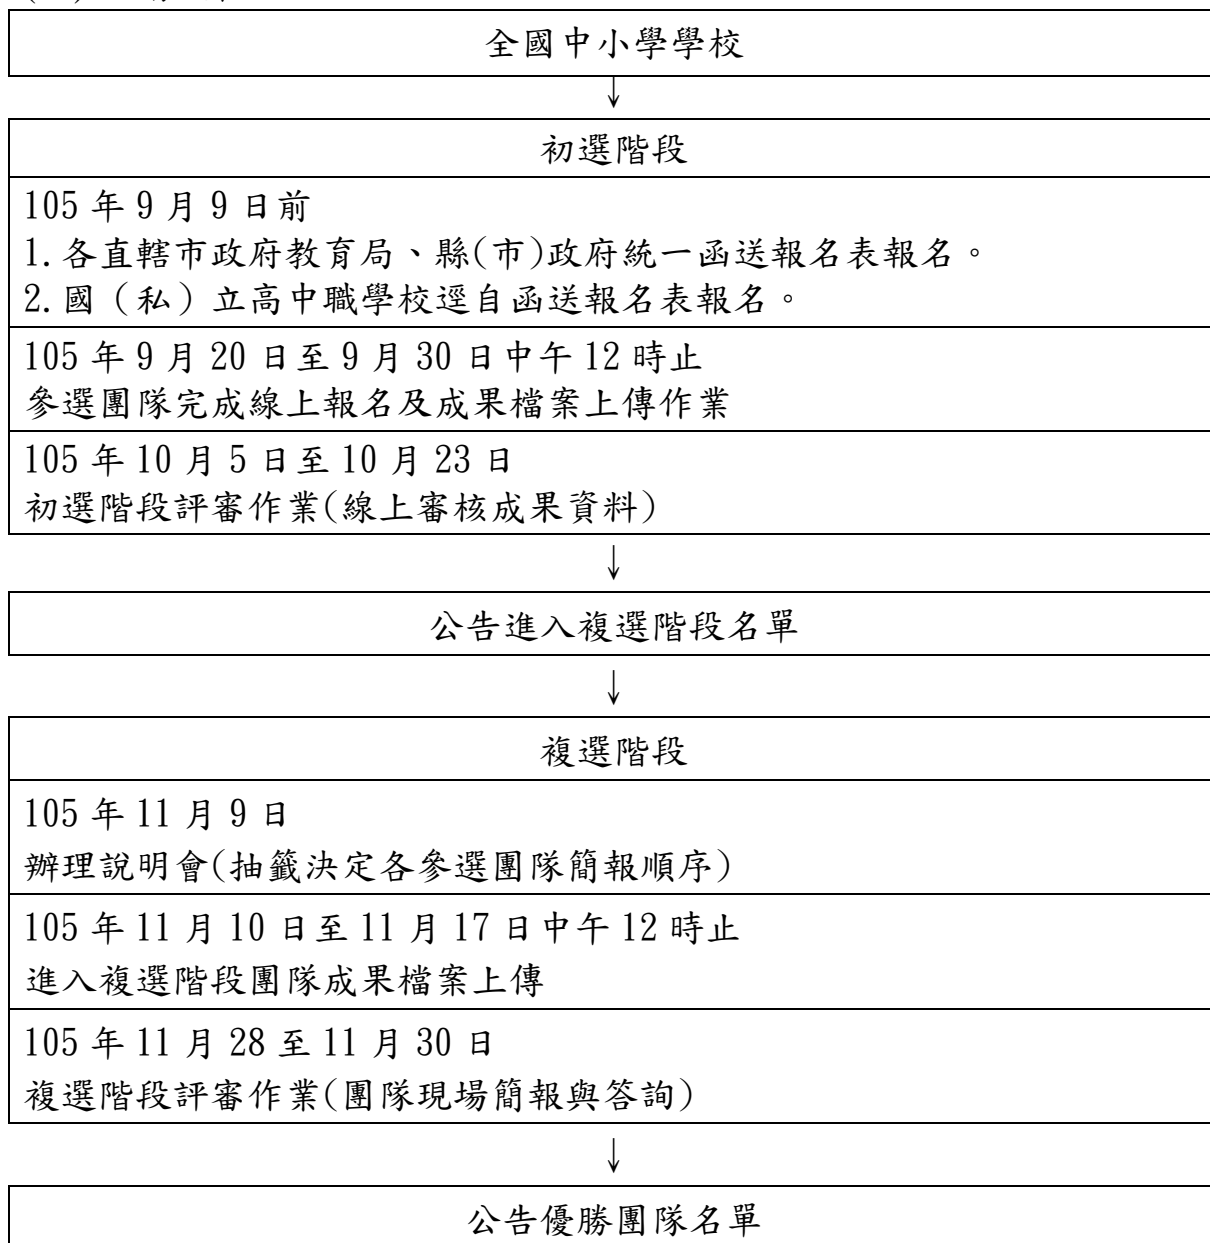 全國中小學學校
↓
初選階段
105 年 9 月 9 日前
1. 各直轄市政府教育局、縣(市)政府統一函送報名表報名。
2. 國（私）立高中職學校逕自函送報名表報名。
105 年 9 月 20 日至 9 月 30 日中午 12 時止
參選團隊完成線上報名及成果檔案上傳作業
105 年 10 月 5 日至 10 月 23 日
初選階段評審作業(線上審核成果資料)
↓
公告進入複選階段名單
↓
複選階段
105 年 11 月 9 日
辦理說明會(抽籤決定各參選團隊簡報順序)
105 年 11 月 10 日至 11 月 17 日中午 12 時止
進入複選階段團隊成果檔案上傳
105 年 11 月 28 至 11 月 30 日
複選階段評審作業(團隊現場簡報與答詢)
↓
公告優勝團隊名單